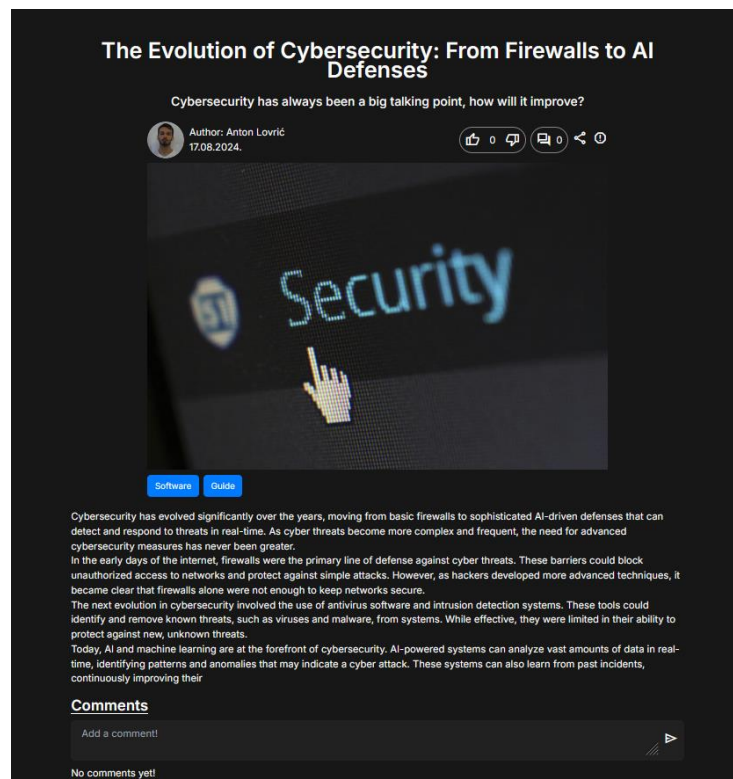 The Evolution of Cybersecurity: From Firewalls to AI
Defenses
Cybersecurity has always been a big talking point, how will it improve?
Author: Anton Lovrić
17.08.2024.
0
0
Security
Software
Guide
Cybersecurity has evolved significantly over the years, moving from basic firewalls to sophisticated AI-driven defenses that can
detect and respond to threats in real-time. As cyber threats become more complex and frequent, the need for advanced
cybersecurity measures has never been greater.
In the early days of the internet, firewalls were the primary line of defense against cyber threats. These barriers could block
unauthorized access to networks and protect against simple attacks. However, as hackers developed more advanced techniques, it
became clear that firewalls alone were not enough to keep networks secure.
The next evolution in cybersecurity involved the use of antivirus software and intrusion detection systems. These tools could
identify and remove known threats, such as viruses and malware, from systems. While effective, they were limited in their ability to
protect against new, unknown threats.
Today, AI and machine learning are at the forefront of cybersecurity. AI-powered systems can analyze vast amounts of data in real-
time, identifying patterns and anomalies that may indicate a cyber attack. These systems can also learn from past incidents,
continuously improving their
Comments
Add a comment!
No comments yet!